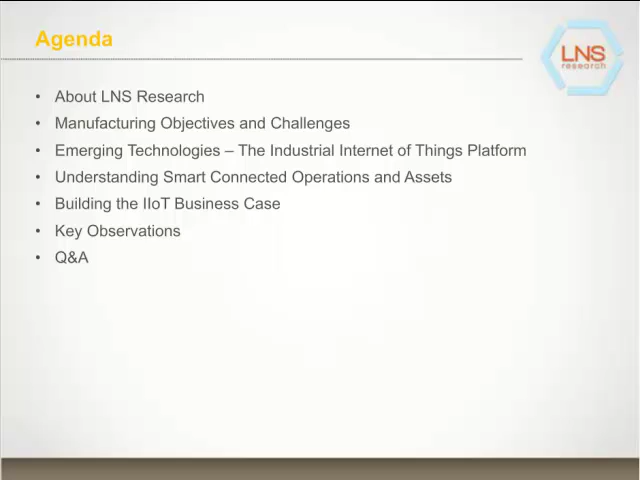 Agenda
LNS
research
• About LNS Research
• Manufacturing Objectives and Challenges
• Emerging Technologies – The Industrial Internet of Things Platform
• Understanding Smart Connected Operations and Assets
• Building the IIoT Business Case
• Key Observations
• Q&A